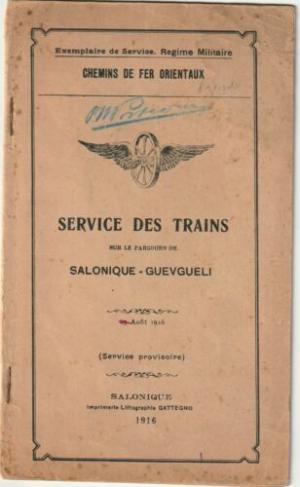 Exemplaire de Service. Regime Militaire
CHEMINS DE FER ORIENTAUX
SERVICE DES TRAINS
SUR LE PARCOURS DE
SALONIQUE - GUEVGUELI
Août 1916
(Service provisoire)
SALONIQUE
Imprimerie Lithographie GATTEGNO
1916